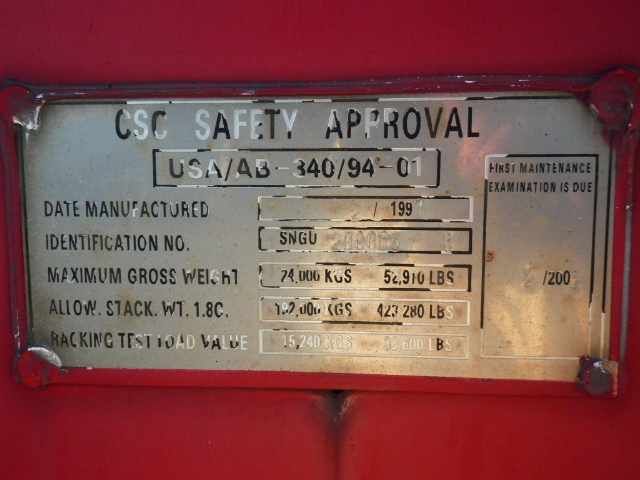 CSC SAFETY APPROVAL
USA/AB-340/94-01
DATE MANUFACTURED / 199
IDENTIFICATION NO. SNGU
MAXIMUM GROSS WEIGHT 24,000 KGS 52,910 LBS
ALLOW. STACK. WT. 1.8G. 192,000 KGS 423,280 LBS
RACKING TEST LOAD VALUE 15,240 KGS 33,600 LBS
FIRST MAINTENANCE
EXAMINATION IS DUE
/200